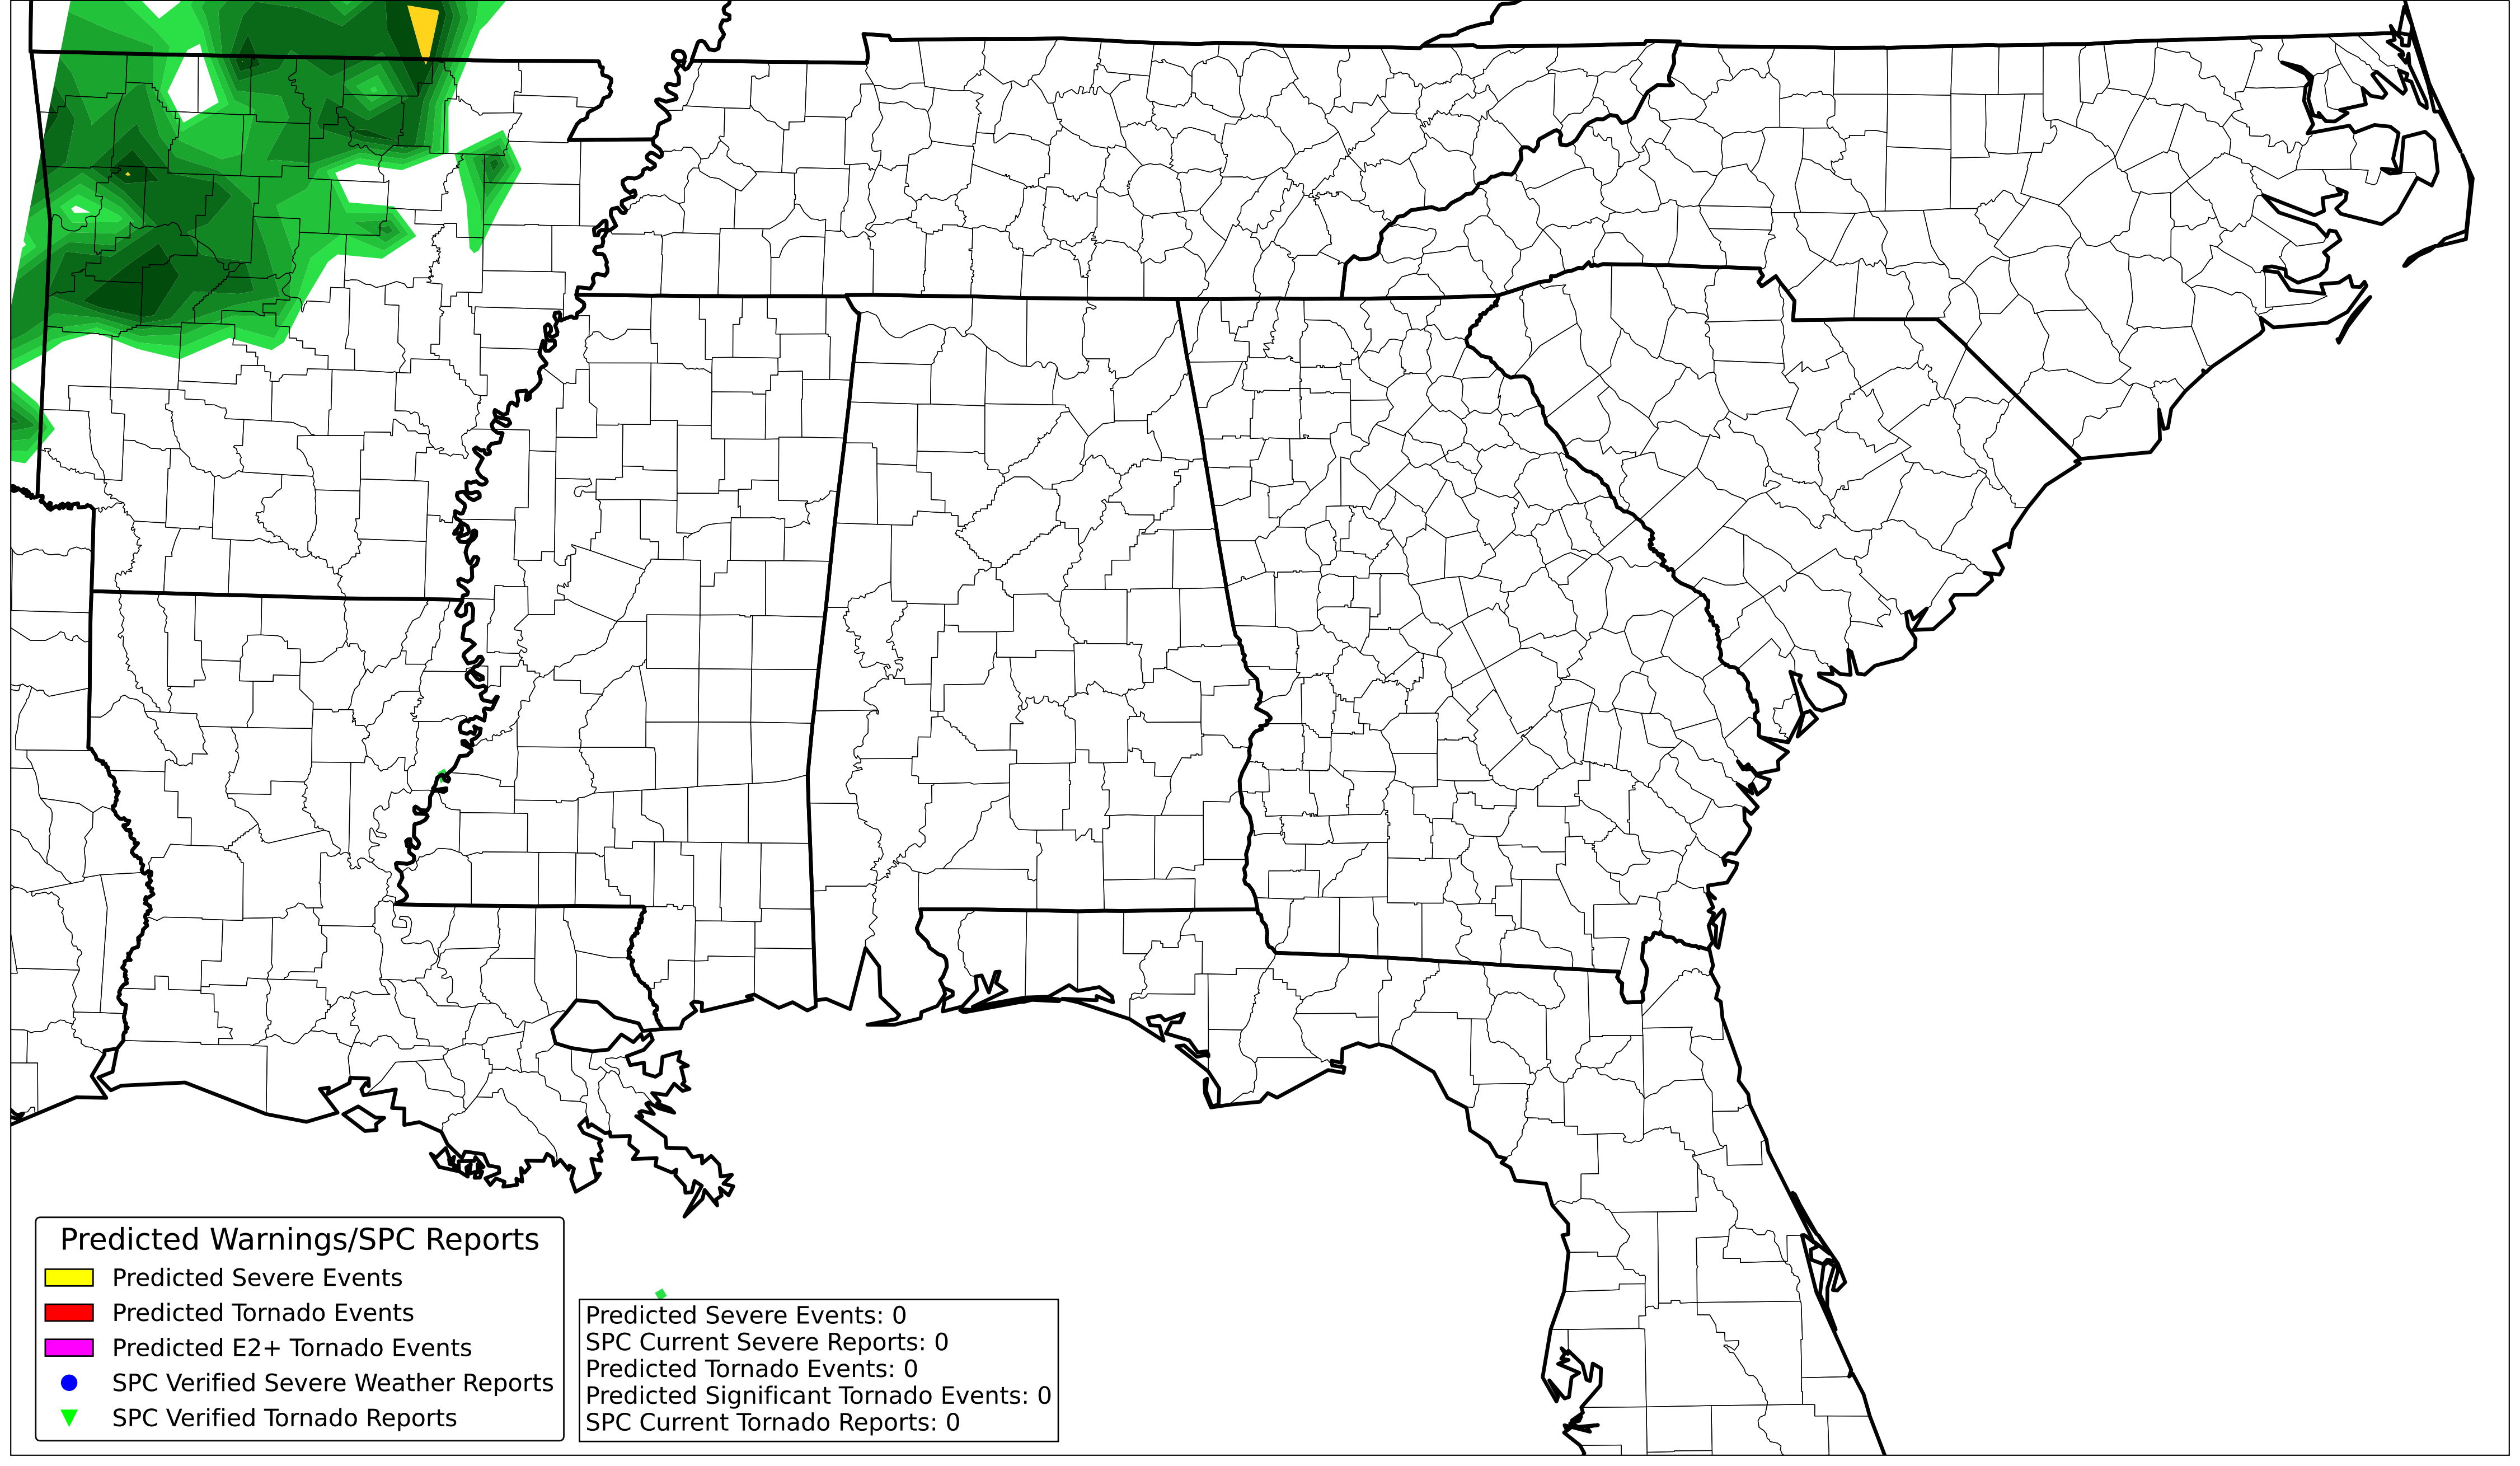 Predicted Warnings/SPC Reports
Predicted Severe Events
Predicted Tornado Events
Predicted E2+ Tornado Events
SPC Verified Severe Weather Reports
SPC Verified Tornado Reports
Predicted Severe Events: 0
SPC Current Severe Reports: 0
Predicted Tornado Events: 0
Predicted Significant Tornado Events: 0
SPC Current Tornado Reports: 0